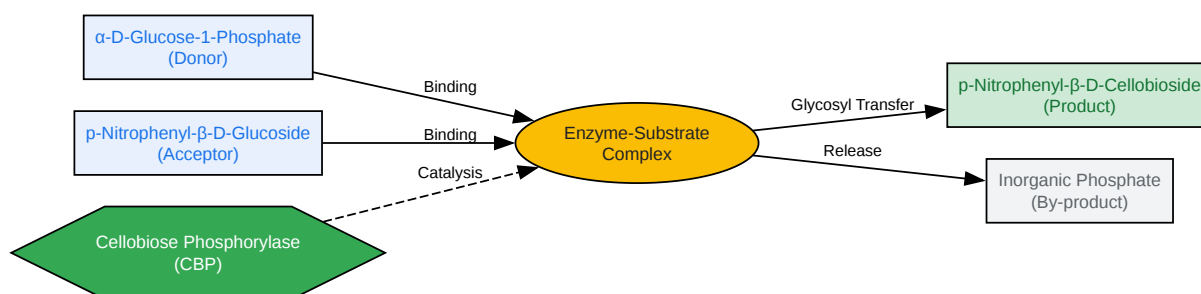 α-D-Glucose-1-Phosphate
(Donor)
Binding
p-Nitrophenyl-β-D-Glucoside
(Acceptor)
Binding
Catalysis
Cellobiose Phosphorylase
(CBP)
Enzyme-Substrate
Complex
Glycosyl Transfer
p-Nitrophenyl-β-D-Cellobioside
(Product)
Release
Inorganic Phosphate
(By-product)